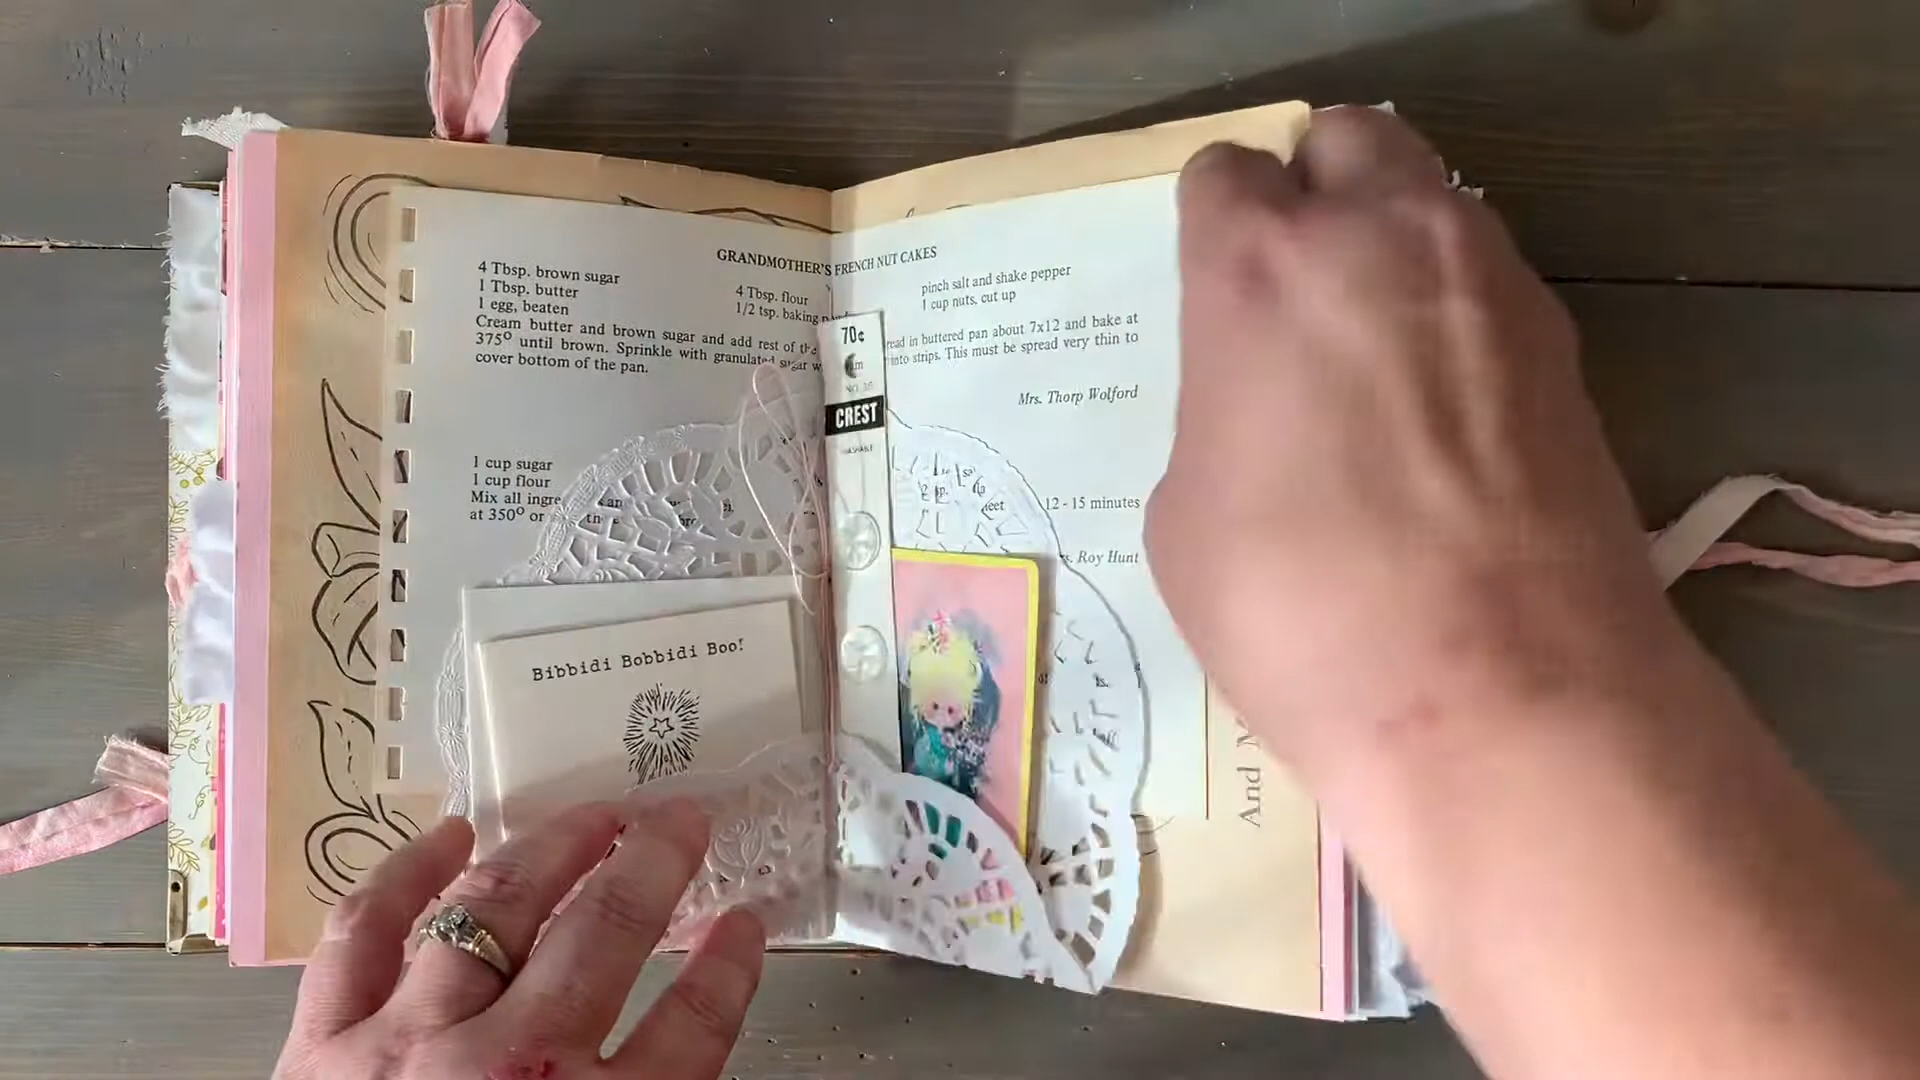 GRANDMOTHER'S FRENCH NUT CAKES
4 Tbsp. brown sugar
1 Tbsp. butter
1 egg, beaten
4 Tbsp. flour
1/2 tsp. baking
pinch salt and shake pepper
1 cup nuts, cut up
Cream butter and brown sugar and add rest of the in buttered pan about 7x12 and bake at
375° until brown. Sprinkle with granulated sugar into strips. This must be spread very thin to
cover bottom of the pan.
Mrs. Thorp Wolford
1 cup sugar
1 cup flour
Mix all
at 350° or
12 - 15 minutes
Roy Hunt
70¢
CREST
WASHABLE
Bibbidi Bobbidi Boo!
And